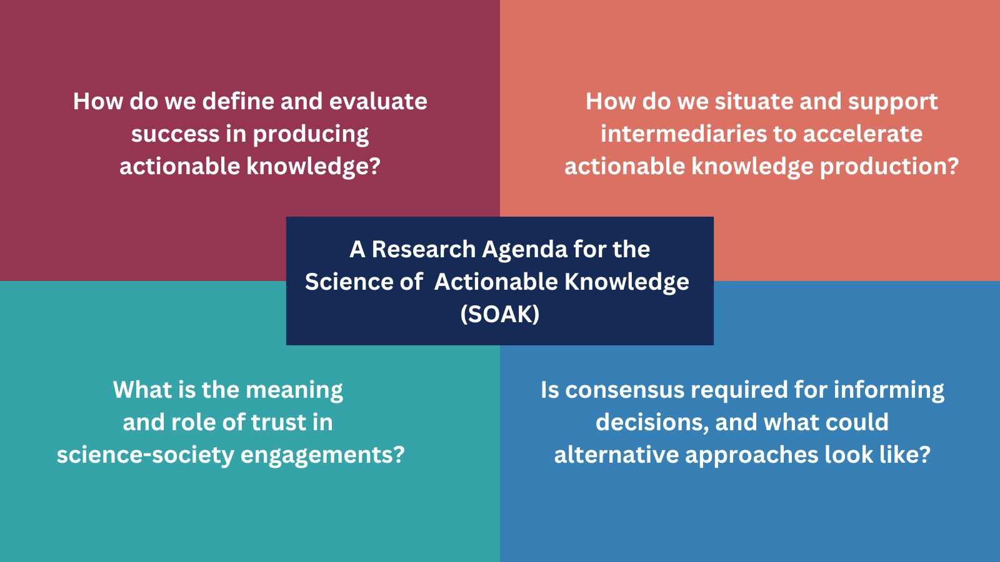 How do we define and evaluate
success in producing
actionable knowledge?
How do we situate and support
intermediaries to accelerate
actionable knowledge production?
A Research Agenda for the
Science of  Actionable Knowledge
(SOAK)
What is the meaning
and role of trust in
science-society engagements?
Is consensus required for informing
decisions, and what could
alternative approaches look like?